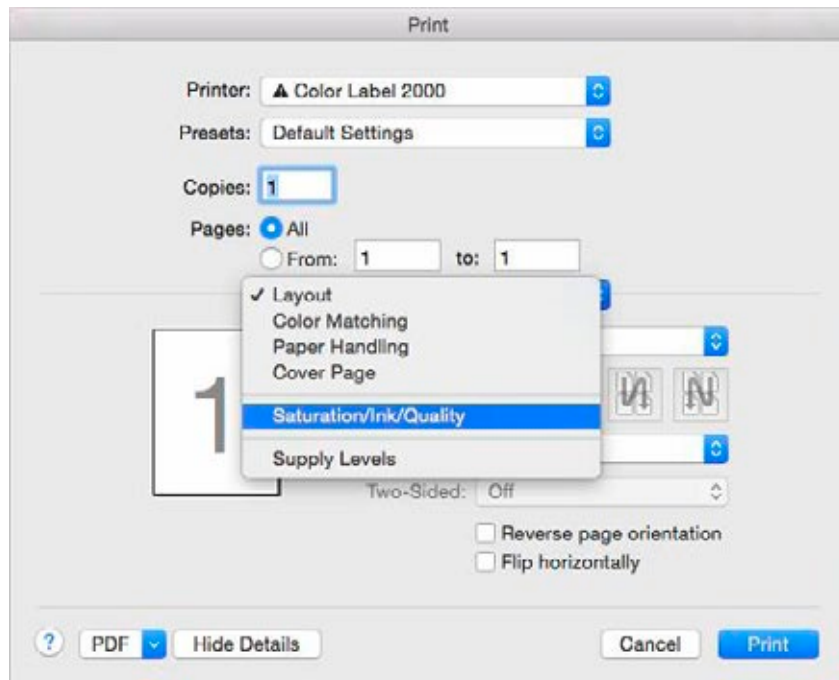 Print
Printer: Color Label 2000
Presets: Default Settings
Copies: 1
Pages: All
From: 1 to: 1
✓ Layout
Color Matching
Paper Handling
Cover Page
Saturation/Ink/Quality
Supply Levels
1
Two-Sided: Off
Reverse page orientation
Flip horizontally
? PDF Hide Details Cancel Print